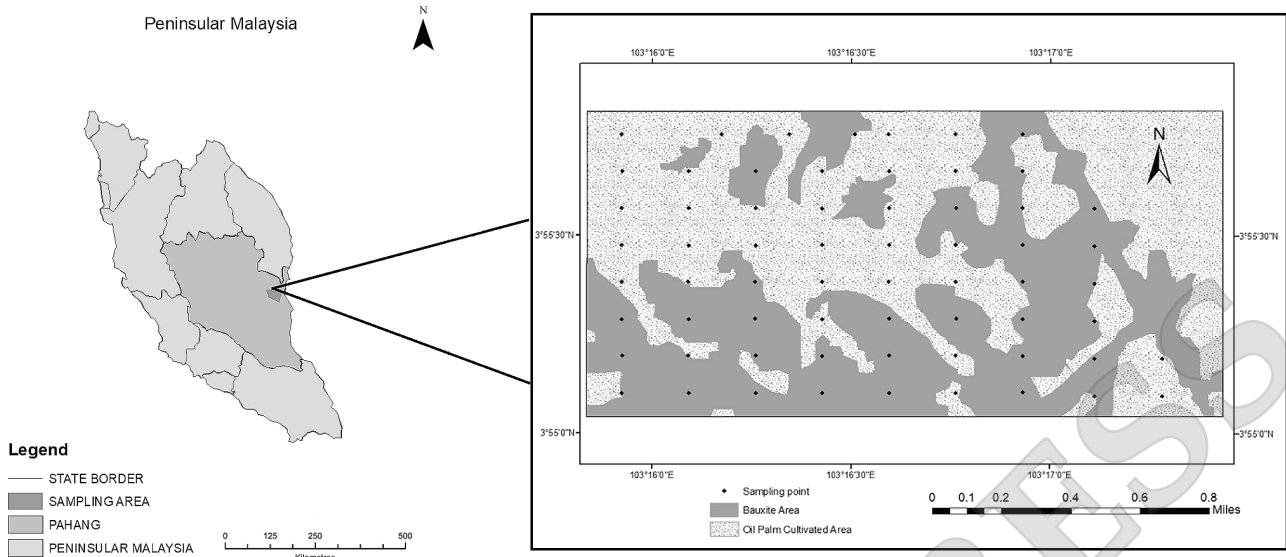 Peninsular Malaysia
N
Legend
STATE BORDER
SAMPLING AREA
PAHANG
PENINSULAR MALAYSIA
0 125 250 500
Kilometres
103°16'0"E 103°16'30"E 103°17'0"E
N
3°55'30"N 3°55'30"N
3°55'0"N 3°55'0"N
103°16'0"E 103°16'30"E 103°17'0"E
Sampling point
Bauxite Area
Oil Palm Cultivated Area
0 0.1 0.2 0.4 0.6 0.8
Miles
ESS